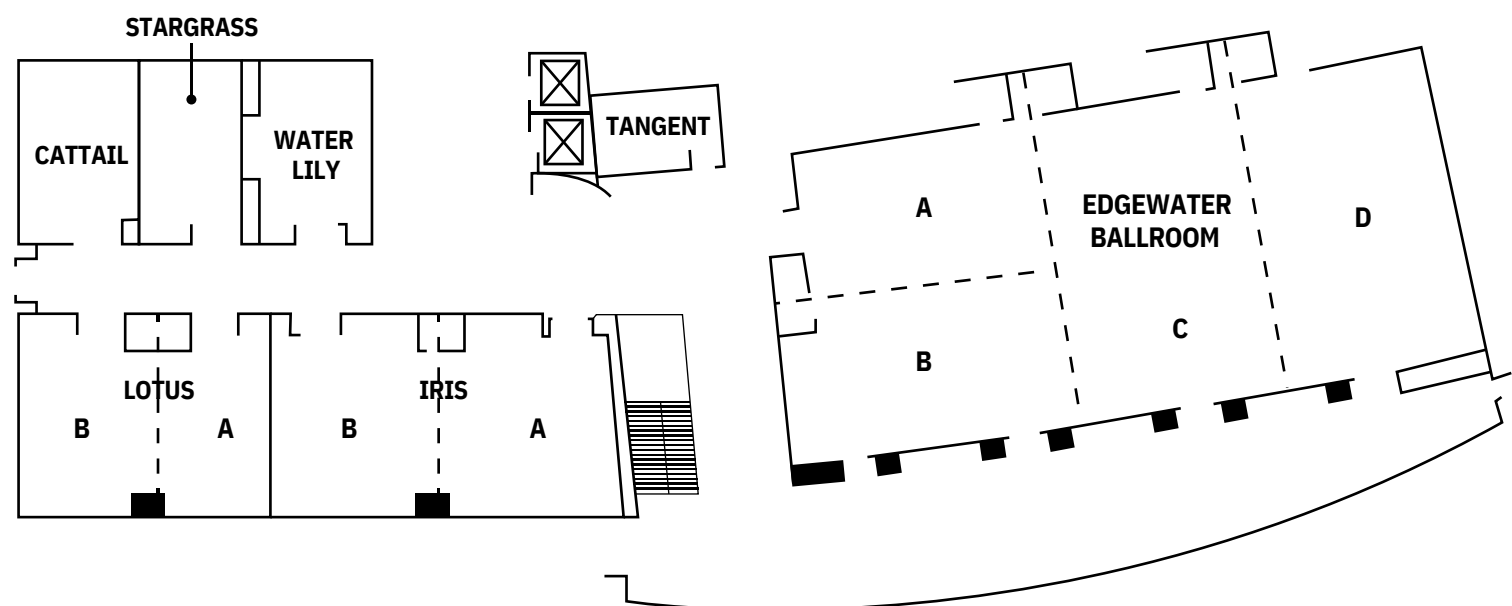 STARGRASS
CATTAIL
WATER
LILY
TANGENT
A
EDGEWATER
BALLROOM
D
B
C
LOTUS
B
A
IRIS
B
A